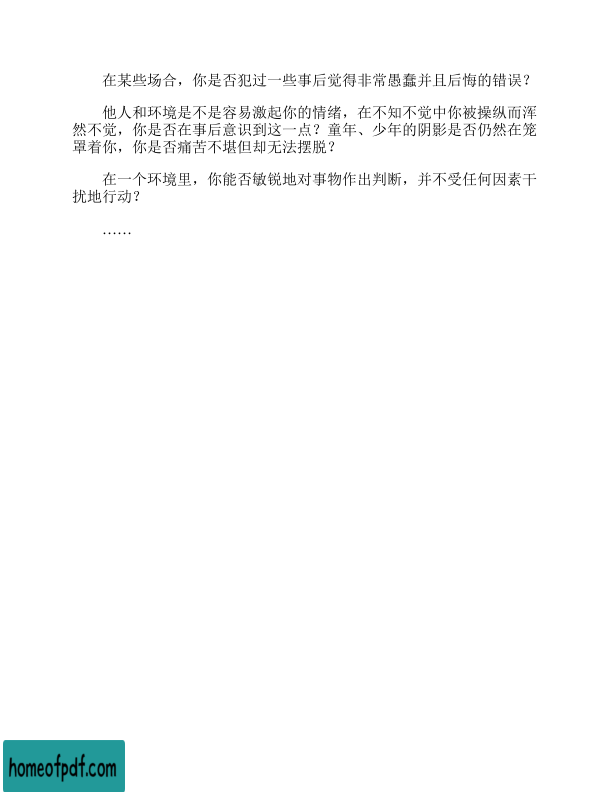 在某些场合，你是否犯过一些事后觉得非常愚蠢并且后悔的错误？
他人和环境是不是容易激起你的情绪，在不知不觉中你被操纵而浑
然不觉，你是否在事后意识到这一点？童年、少年的阴影是否仍然在笼
罩着你，你是否痛苦不堪但却无法摆脱？
在一个环境里，你能否敏锐地对事物作出判断，并不受任何因素干
扰地行动？
……
homeofpdf.com